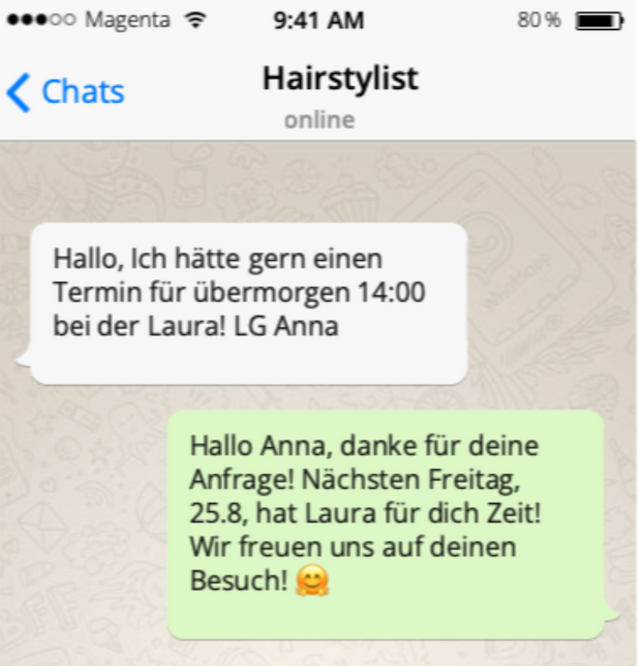 Magenta 9:41 AM 80%
Chats Hairstylist
online
Hallo, Ich hätte gern einen
Termin für übermorgen 14:00
bei der Laura! LG Anna
Hallo Anna, danke für deine
Anfrage! Nächsten Freitag,
25.8, hat Laura für dich Zeit!
Wir freuen uns auf deinen
Besuch! 🤗
WhatsApp
BFF